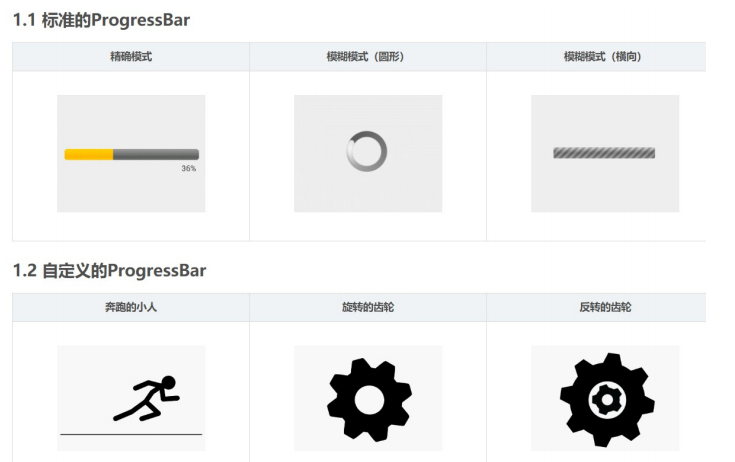 1.1 标准的ProgressBar
精确模式 模糊模式（圆形） 模糊模式（横向）
36%
1.2 自定义的ProgressBar
奔跑的小人 旋转的齿轮 反转的齿轮